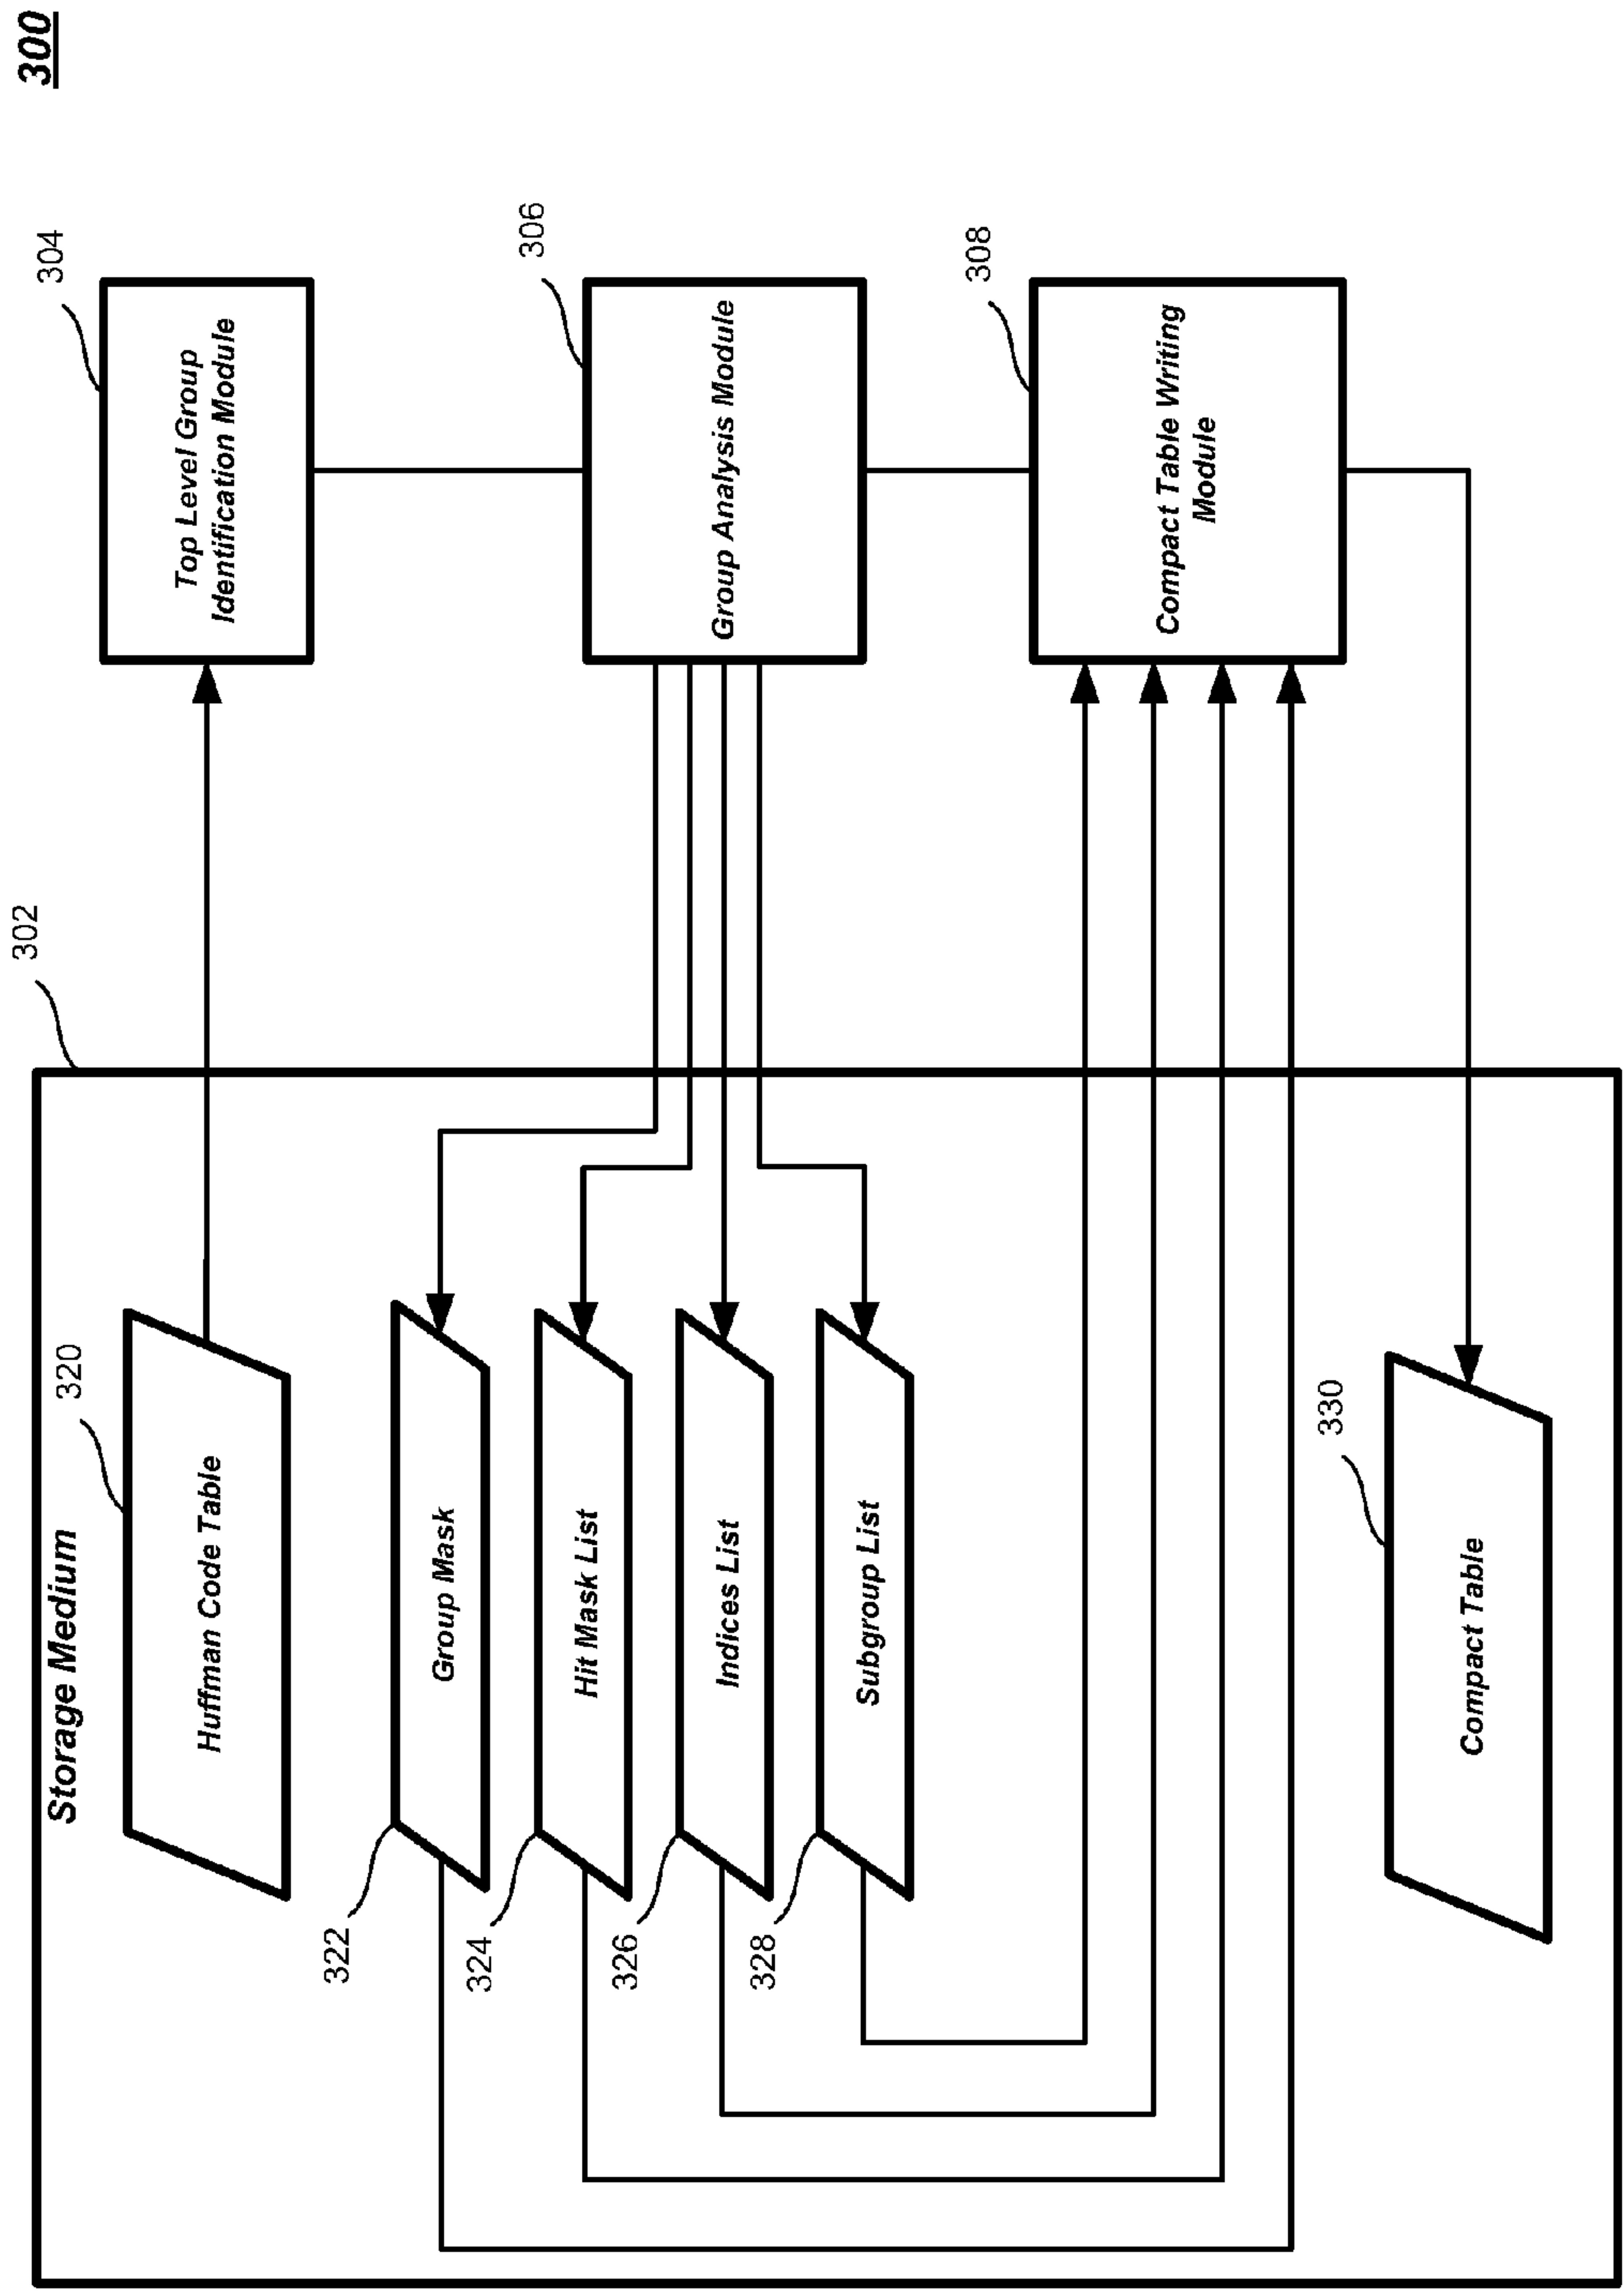 300
Storage Medium
302
304
Top Level Group
Identification Module
320
Huffman Code Table
306
Group Analysis Module
322
Group Mask
324
Hit Mask List
326
Indices List
328
Subgroup List
308
Compact Table Writing
Module
330
Compact Table